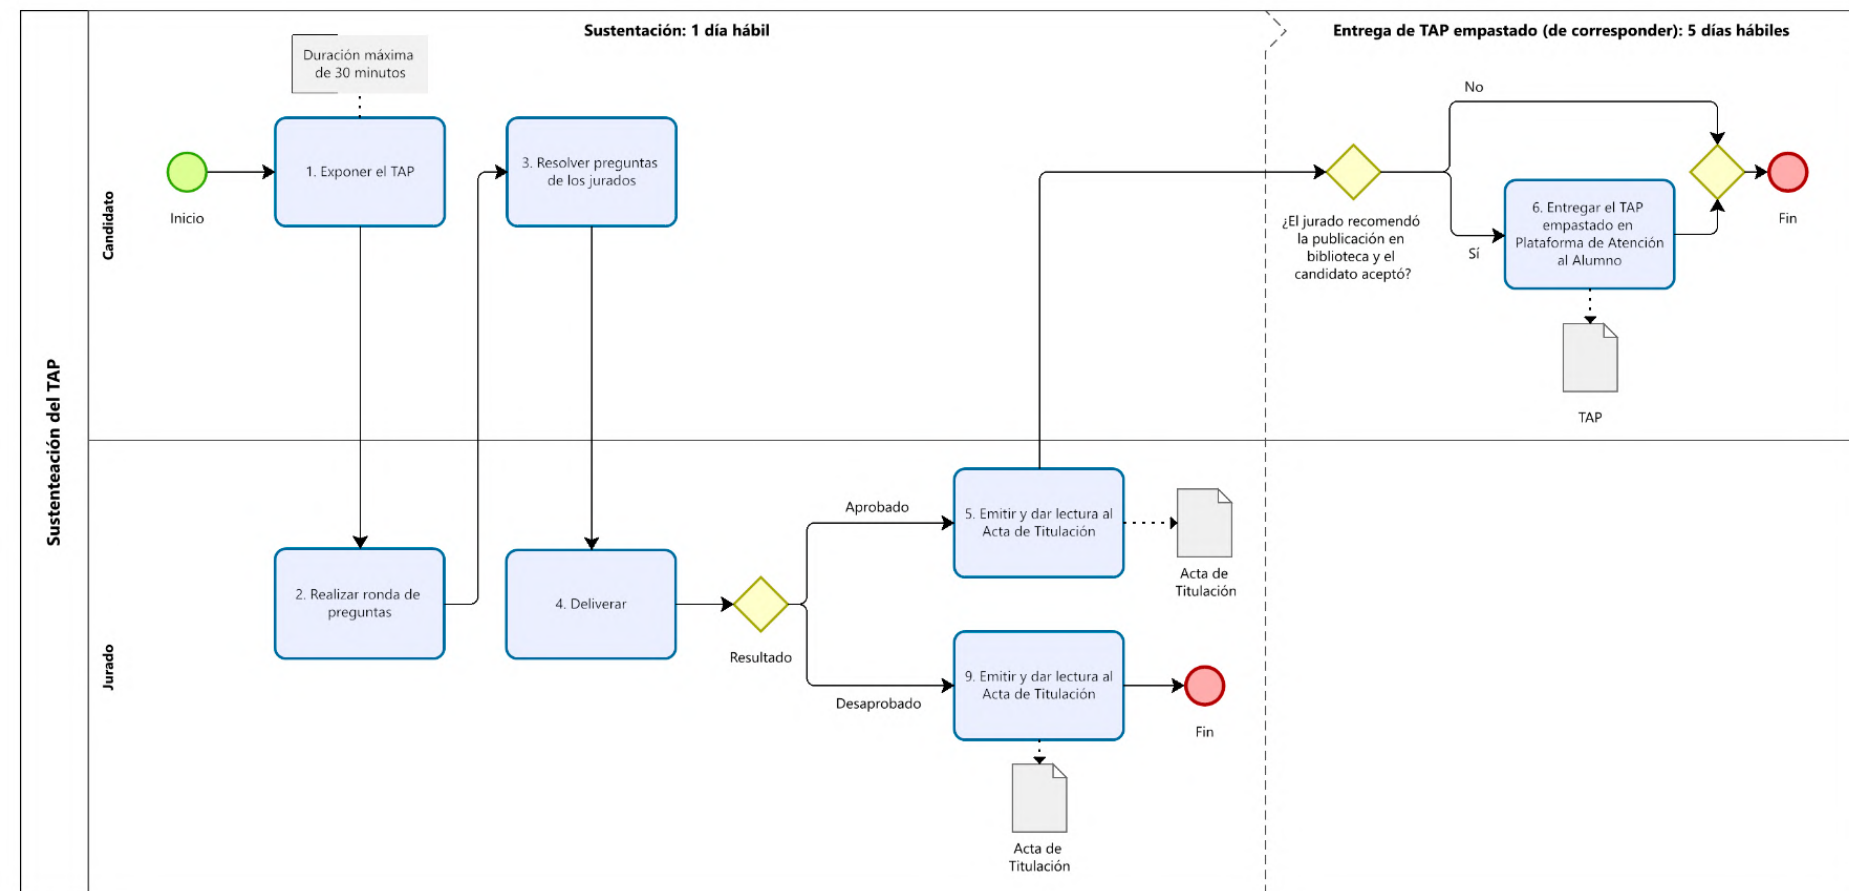 Sustenteación del TAP
Sustentación: 1 día hábil
Entrega de TAP empastado (de corresponder): 5 días hábiles
Candidato
Duración máxima
de 30 minutos
Inicio
1. Exponer el TAP
3. Resolver preguntas
de los jurados
¿El jurado recomendó
la publicación en
biblioteca y el
candidato aceptó?
No
Sí
6. Entregar el TAP
empastado en
Plataforma de Atención
al Alumno
TAP
Fin
Jurado
2. Realizar ronda de
preguntas
4. Deliverar
Resultado
Aprobado
Desaprobado
5. Emitir y dar lectura al
Acta de Titulación
Acta de
Titulación
9. Emitir y dar lectura al
Acta de Titulación
Fin
Acta de
Titulación